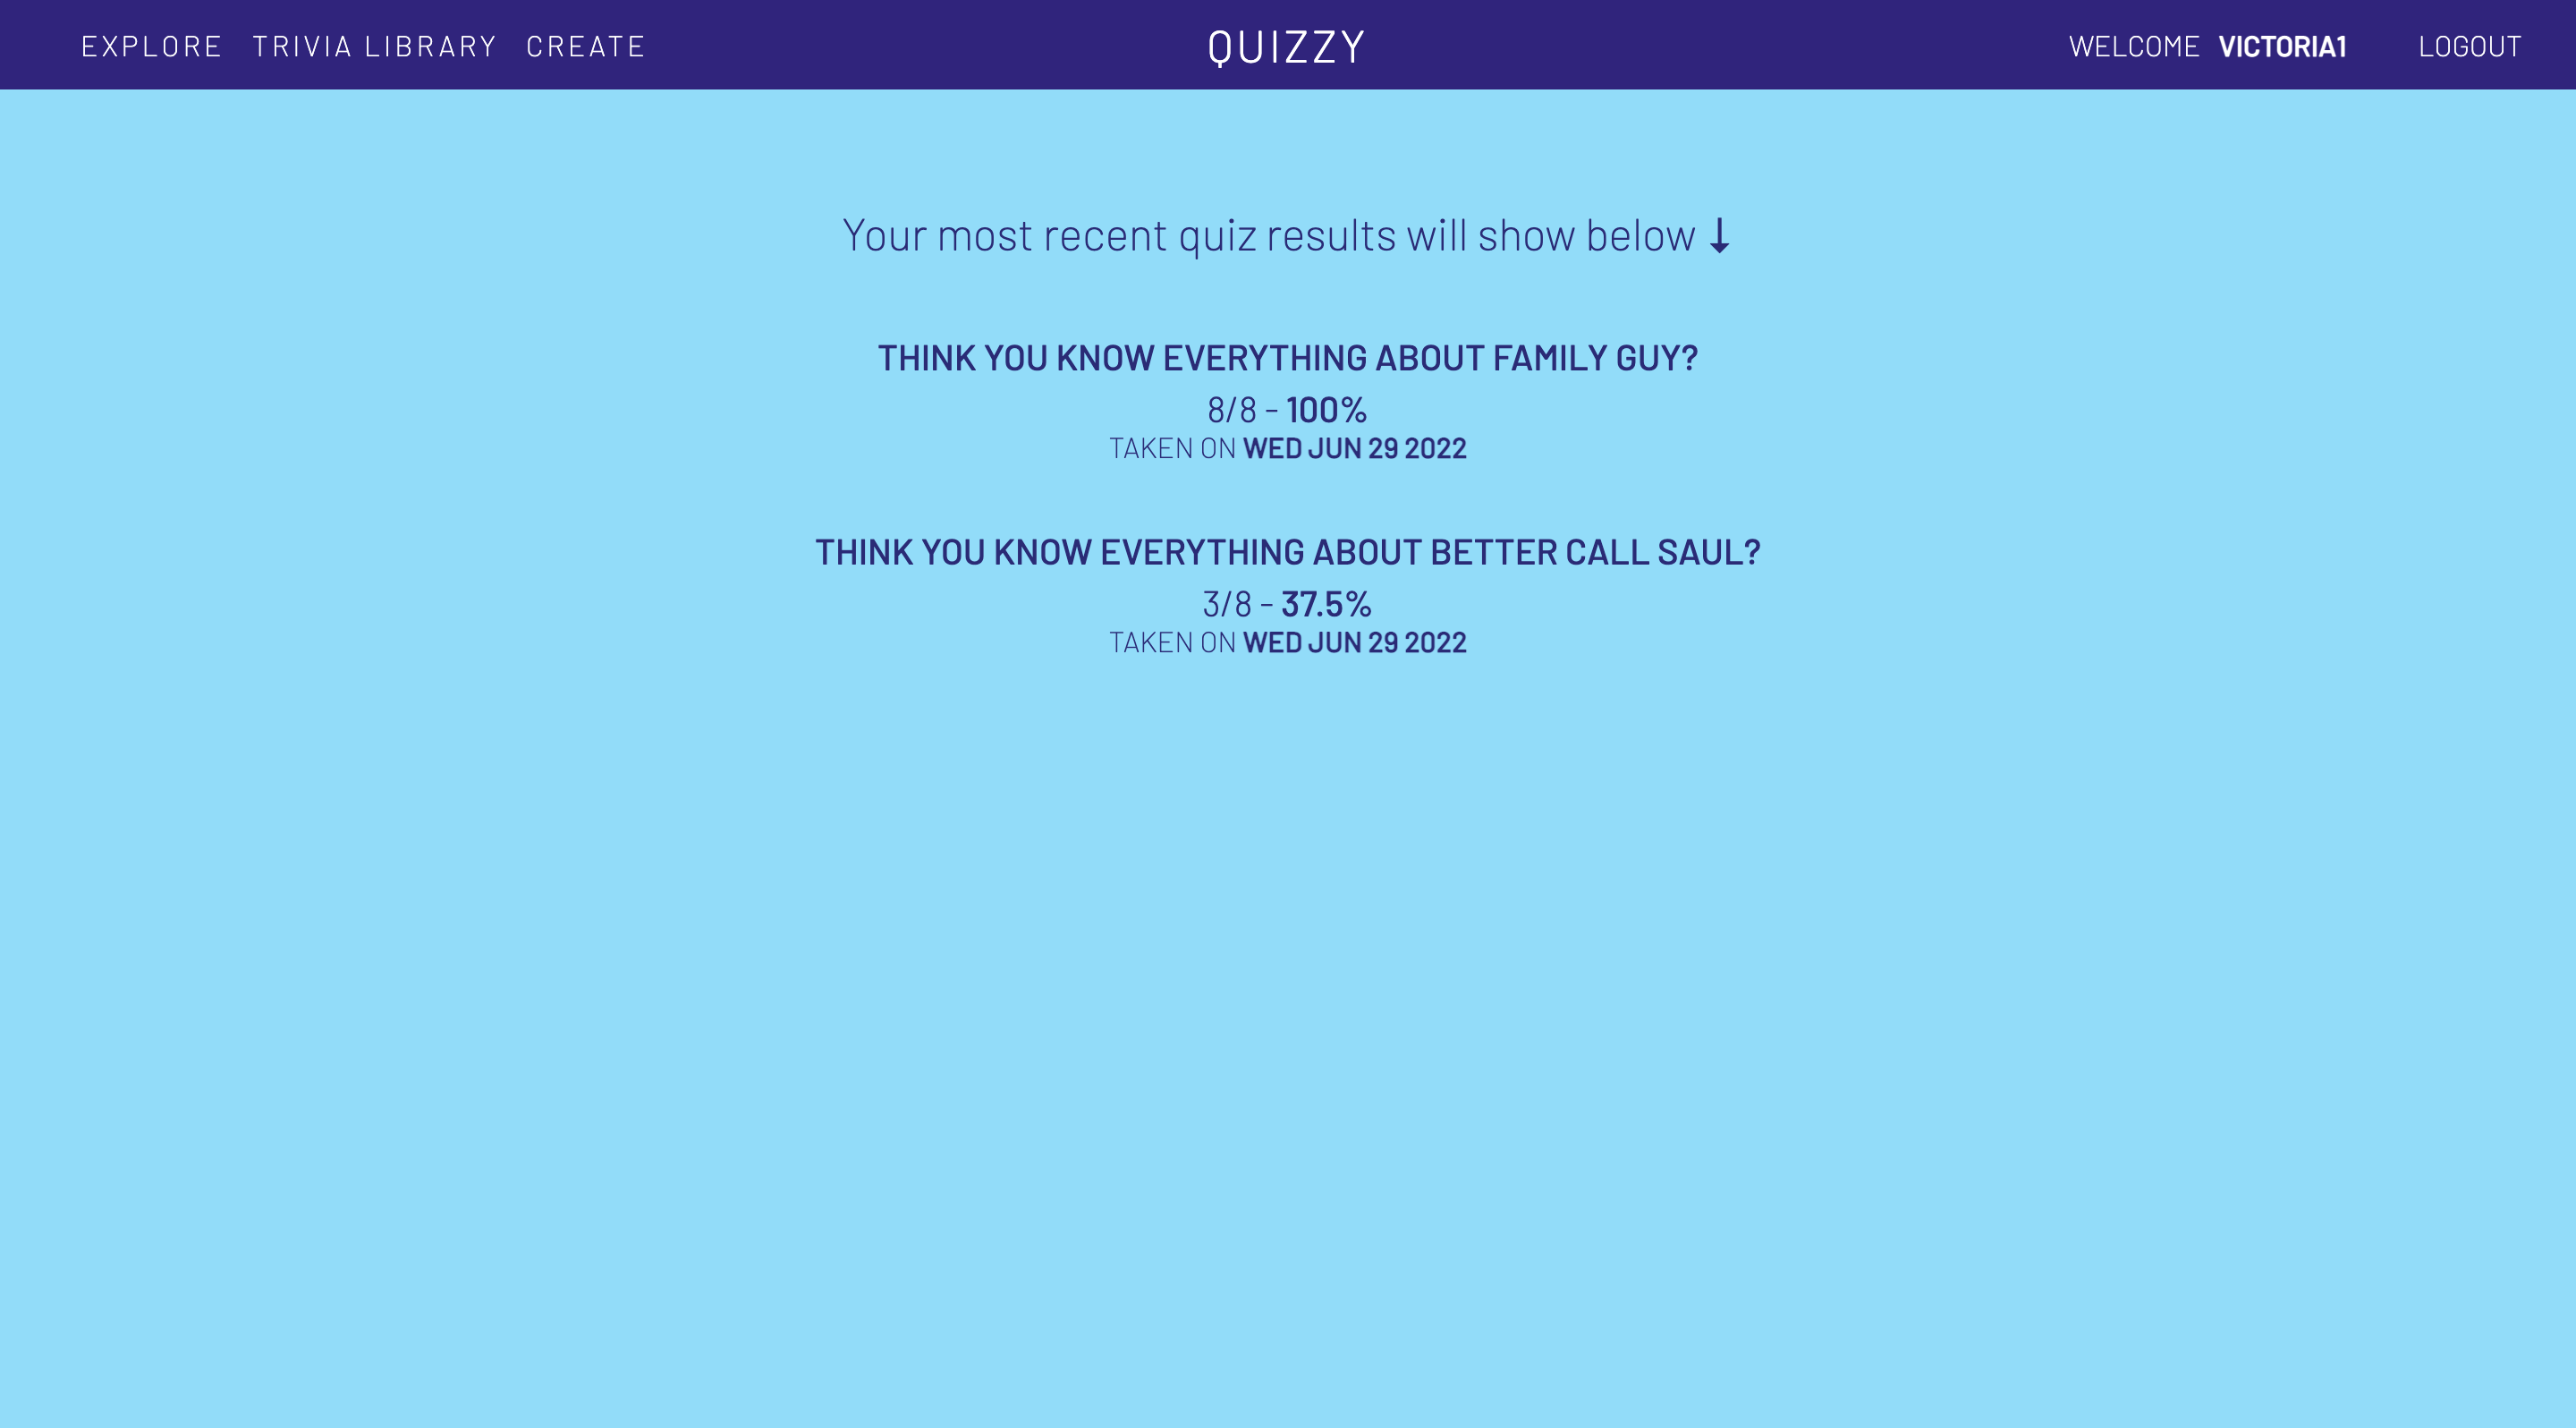 EXPLORE TRIVIA LIBRARY CREATE QUIZZY WELCOME VICTORIA1 LOGOUT
Your most recent quiz results will show below ↓
THINK YOU KNOW EVERYTHING ABOUT FAMILY GUY?
8/8 - 100%
TAKEN ON WED JUN 29 2022
THINK YOU KNOW EVERYTHING ABOUT BETTER CALL SAUL?
3/8 - 37.5%
TAKEN ON WED JUN 29 2022